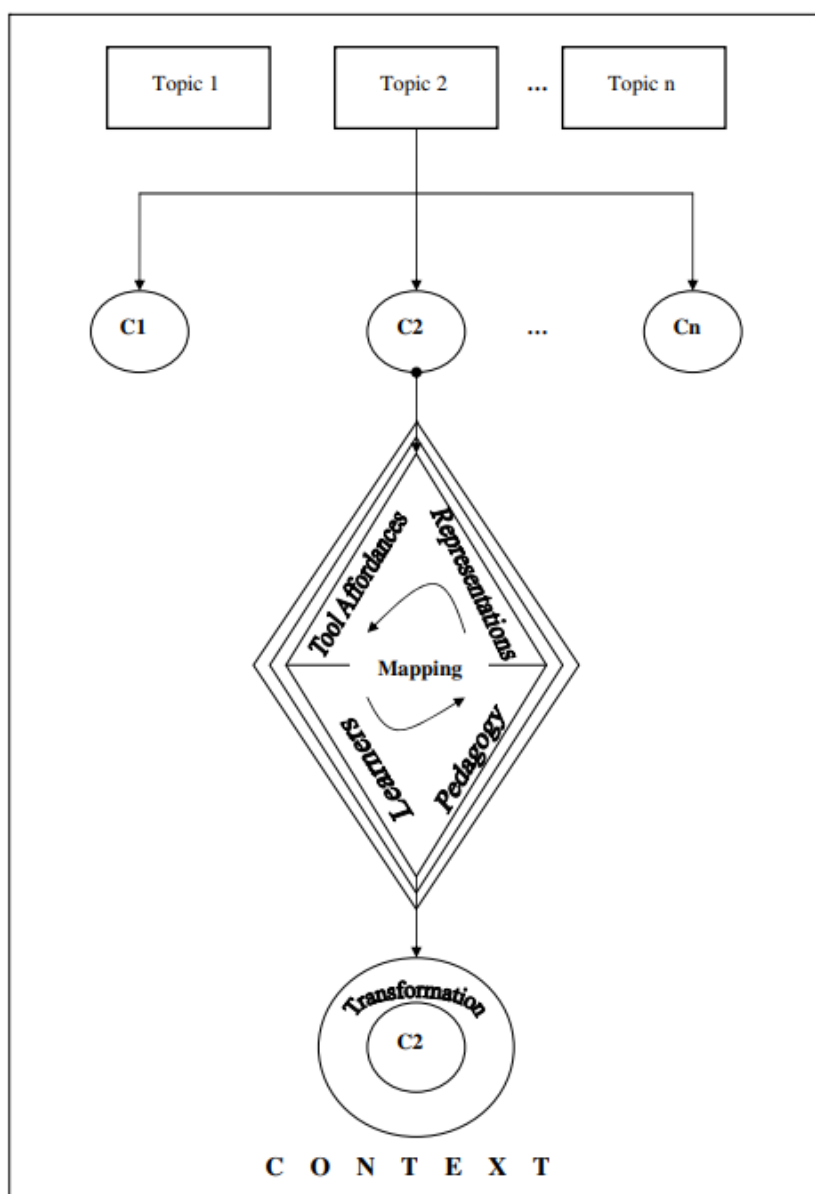 Topic 1 Topic 2 ... Topic n
C1 C2 ... Cn
Tool Affordances
Representations
Mapping
Learners
Pedagogy
Transformation
C2
C O N T E X T